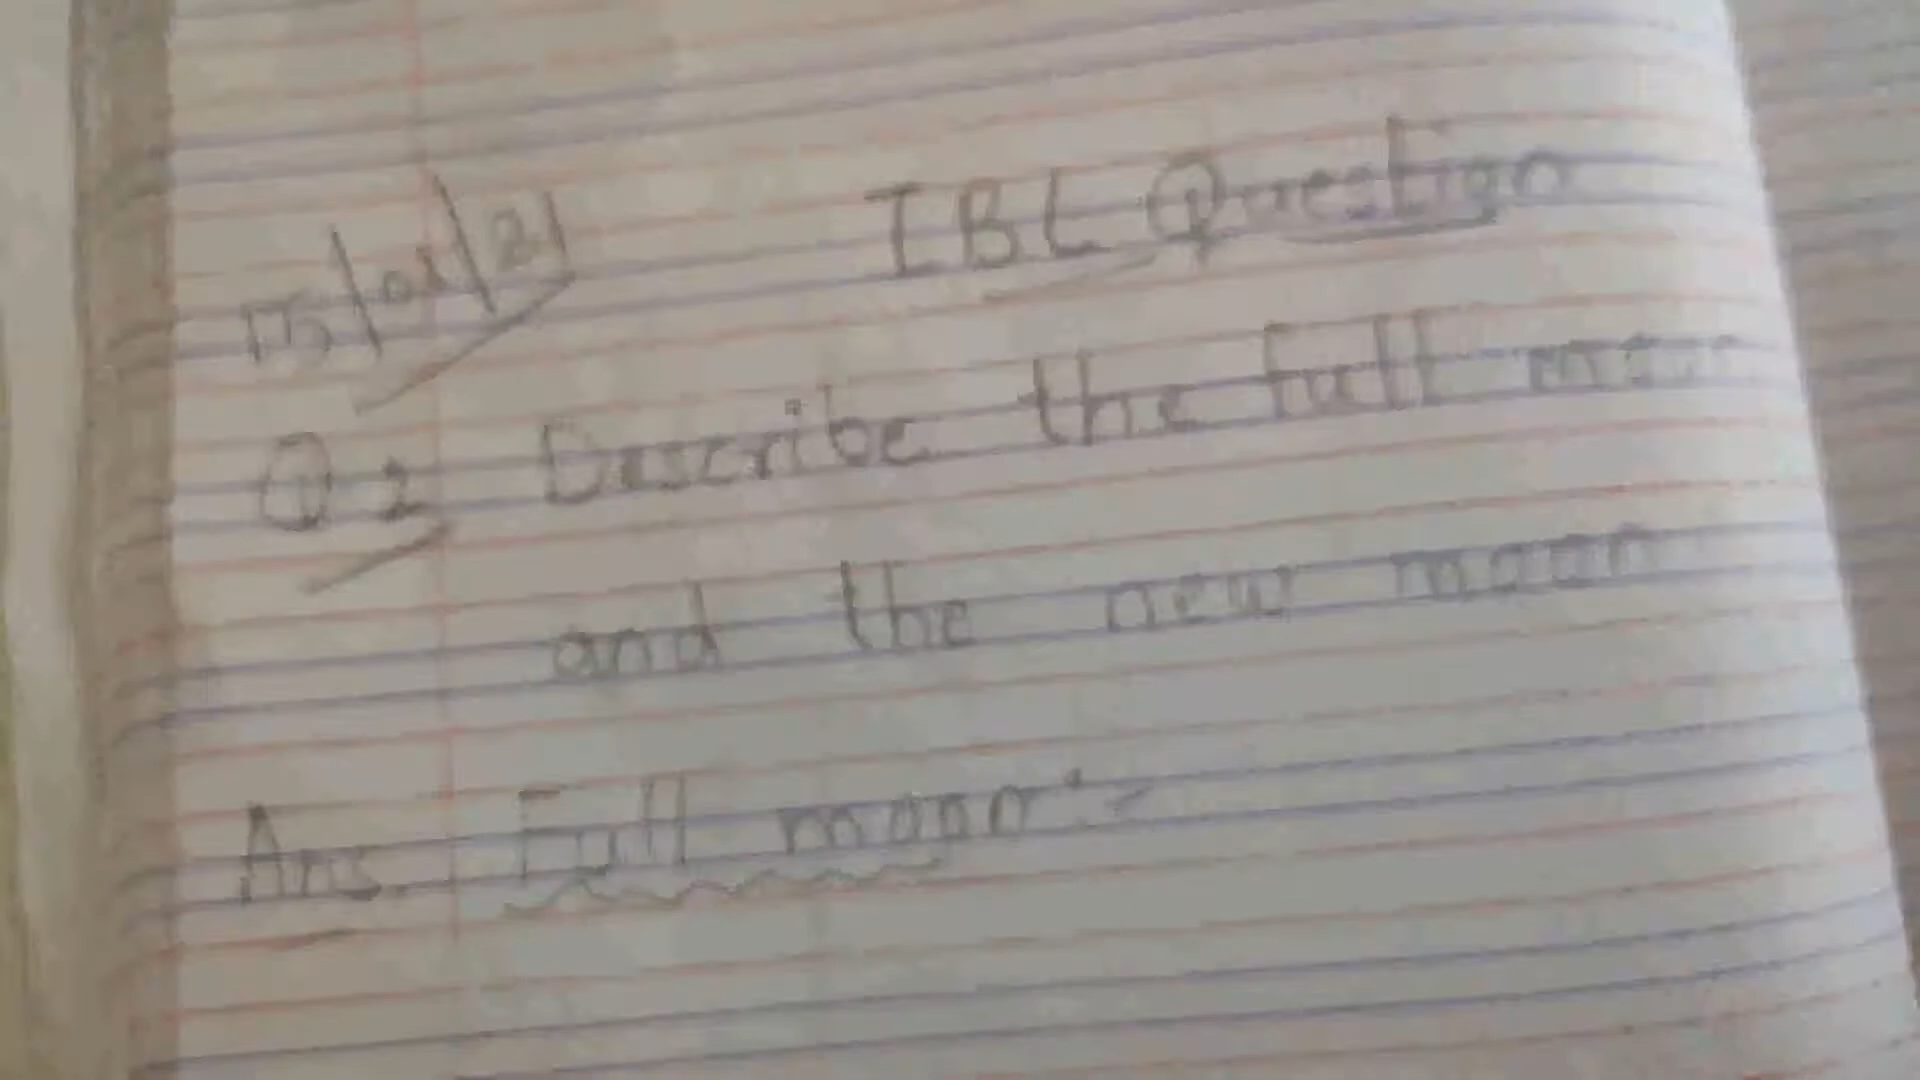 IBL Question
Q2 Describe the full moon
and the new moon
Ans. Full moon :-